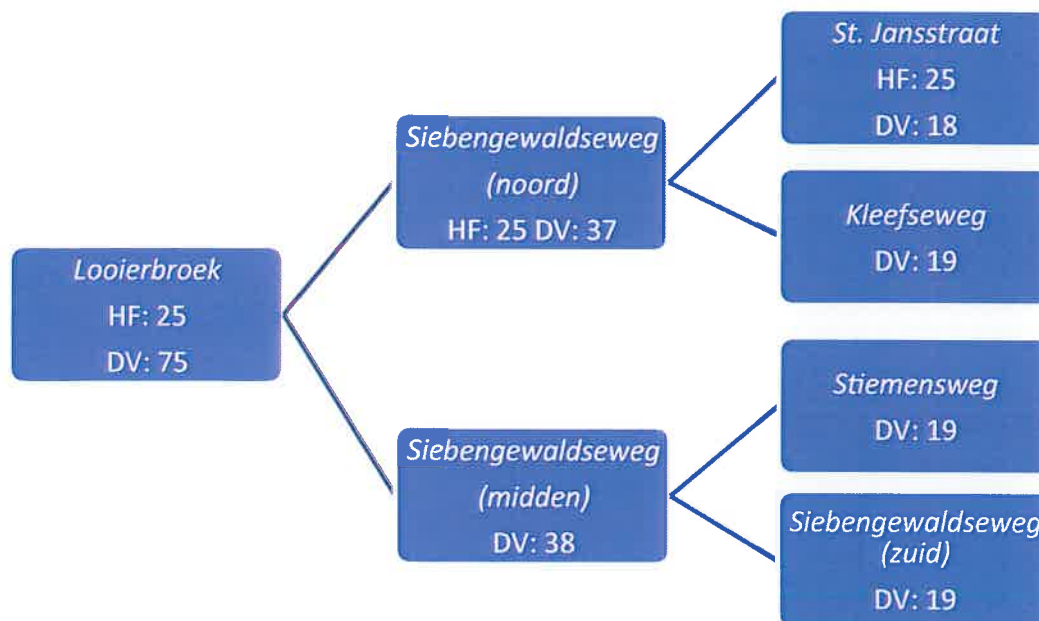 Looierbroek
HF: 25
DV: 75
Siebengewaldseweg
(noord)
HF: 25 DV: 37
Siebengewaldseweg
(midden)
DV: 38
St. Jansstraat
HF: 25
DV: 18
Kleefseweg
DV: 19
Stiemensweg
DV: 19
Siebengewaldseweg
(zuid)
DV: 19